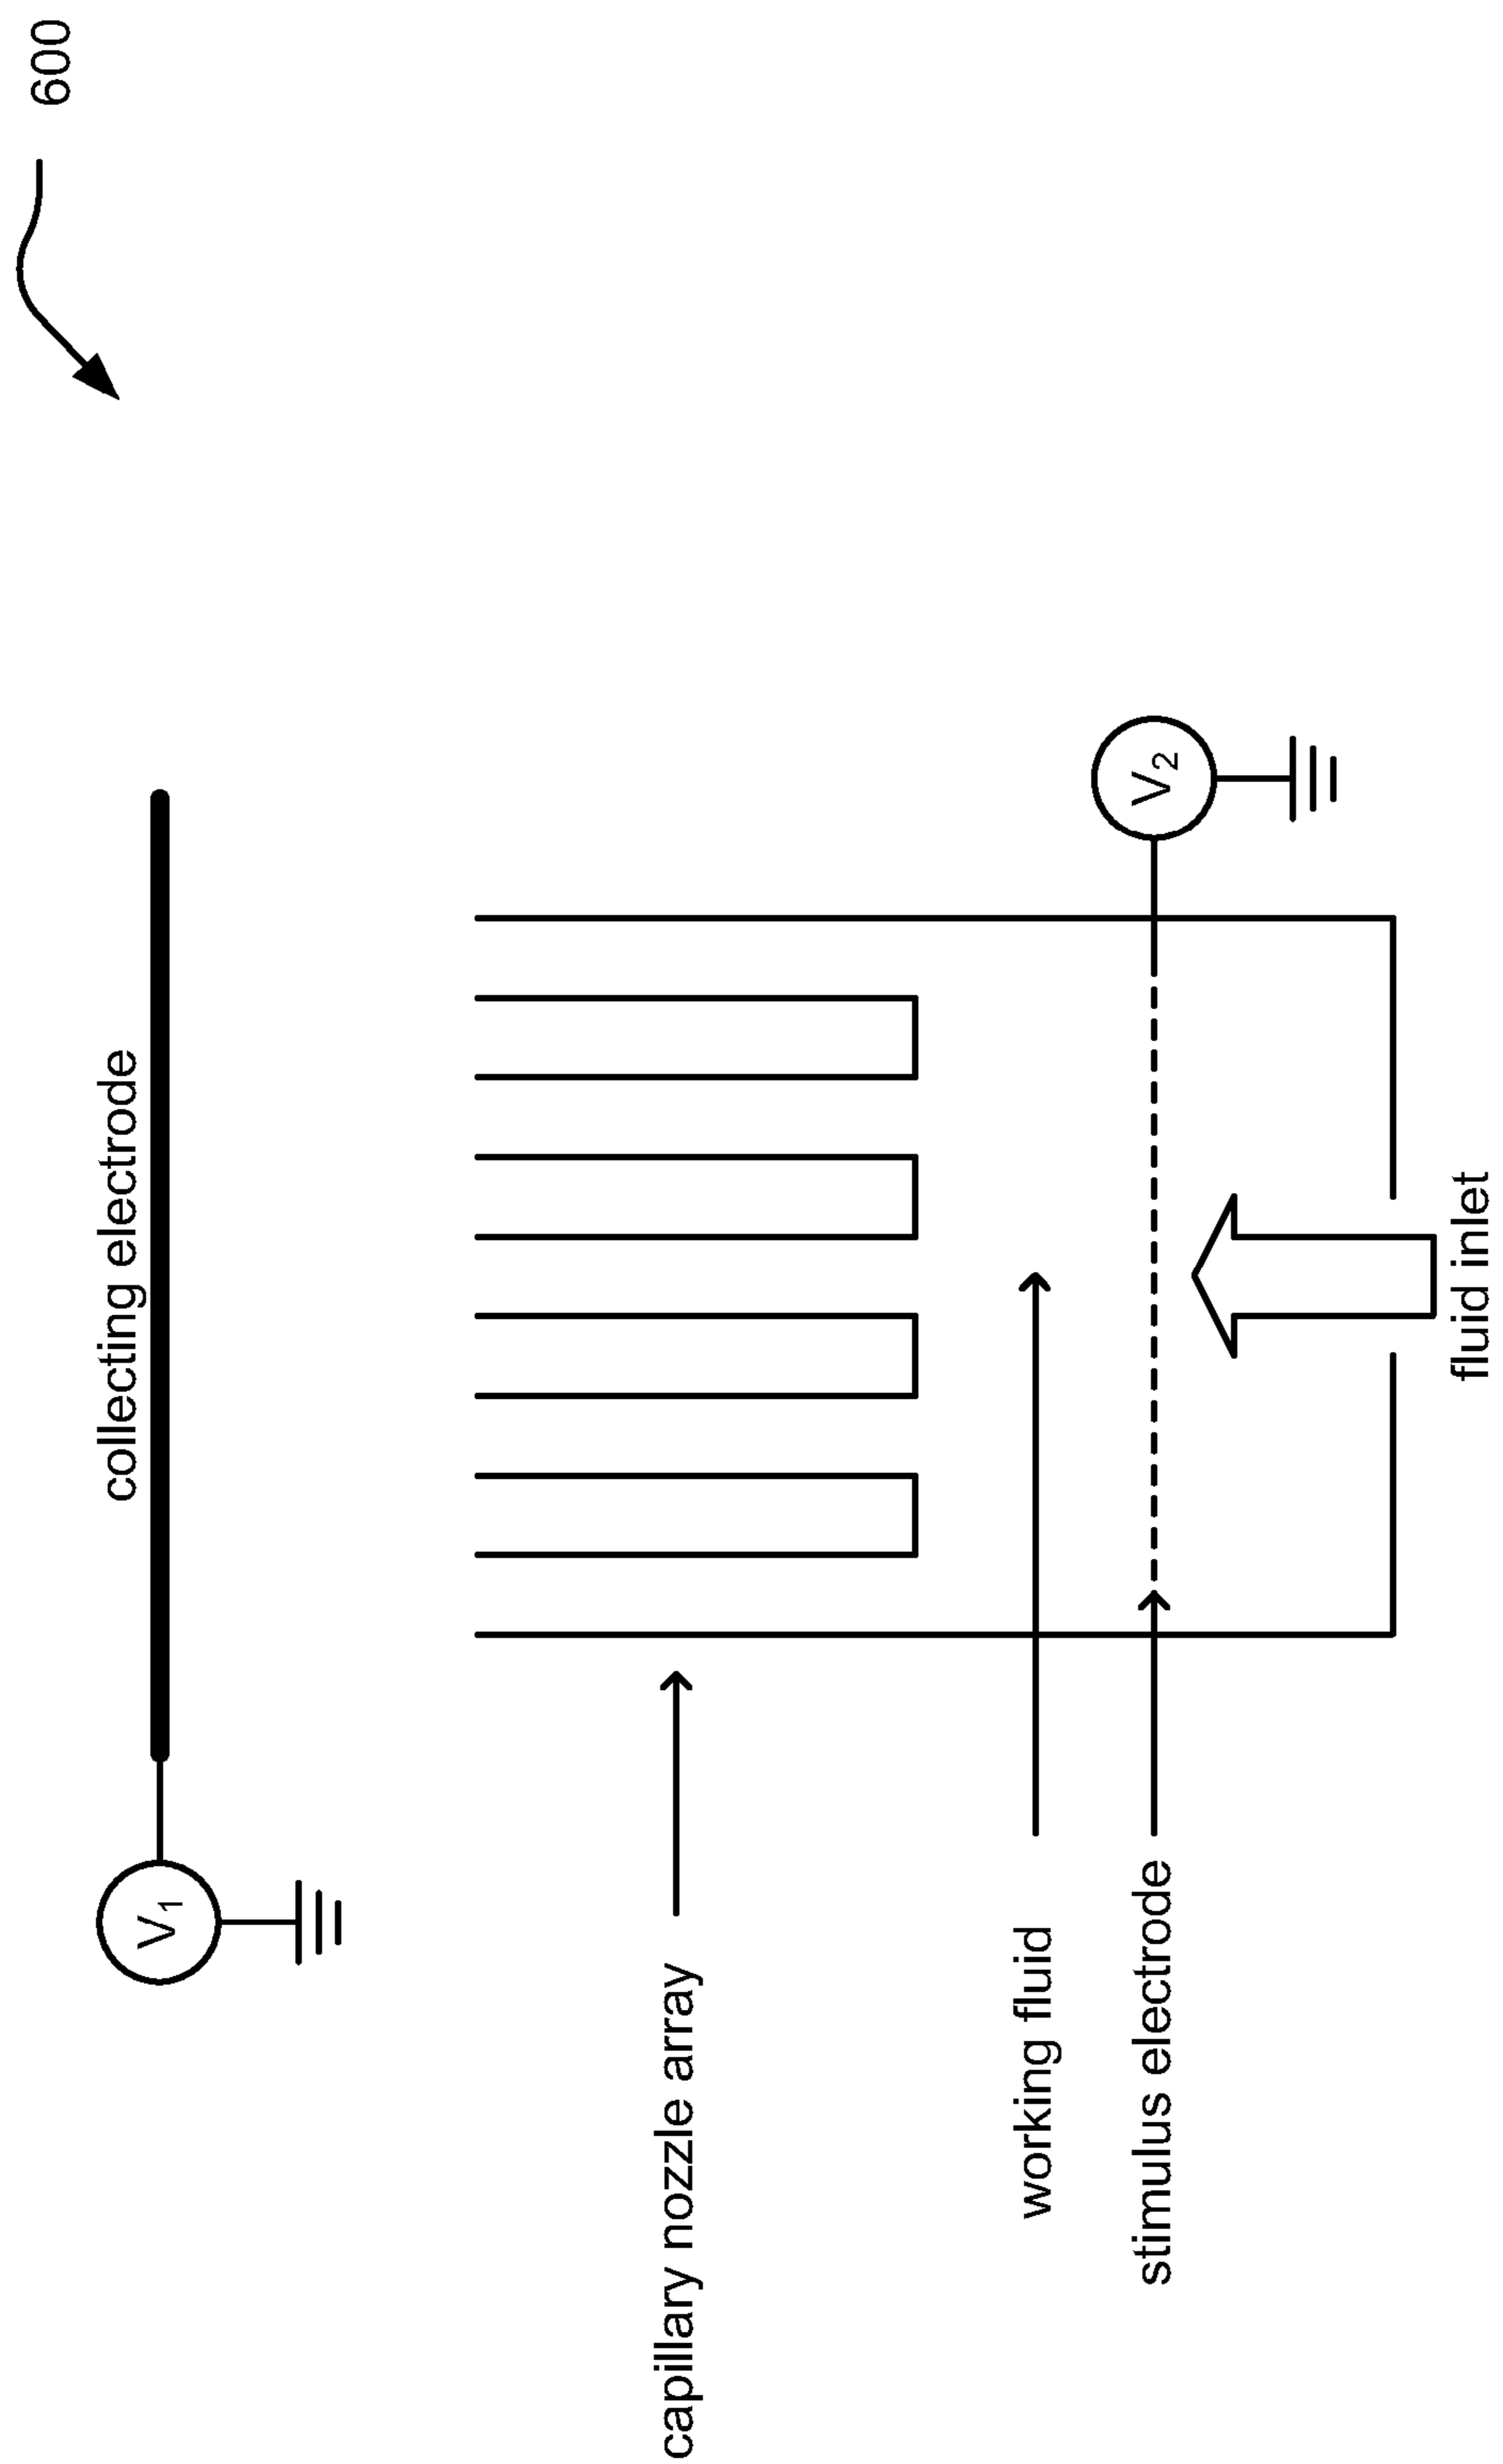 600
collecting electrode
V1
capillary nozzle array
working fluid
stimulus electrode
V2
fluid inlet